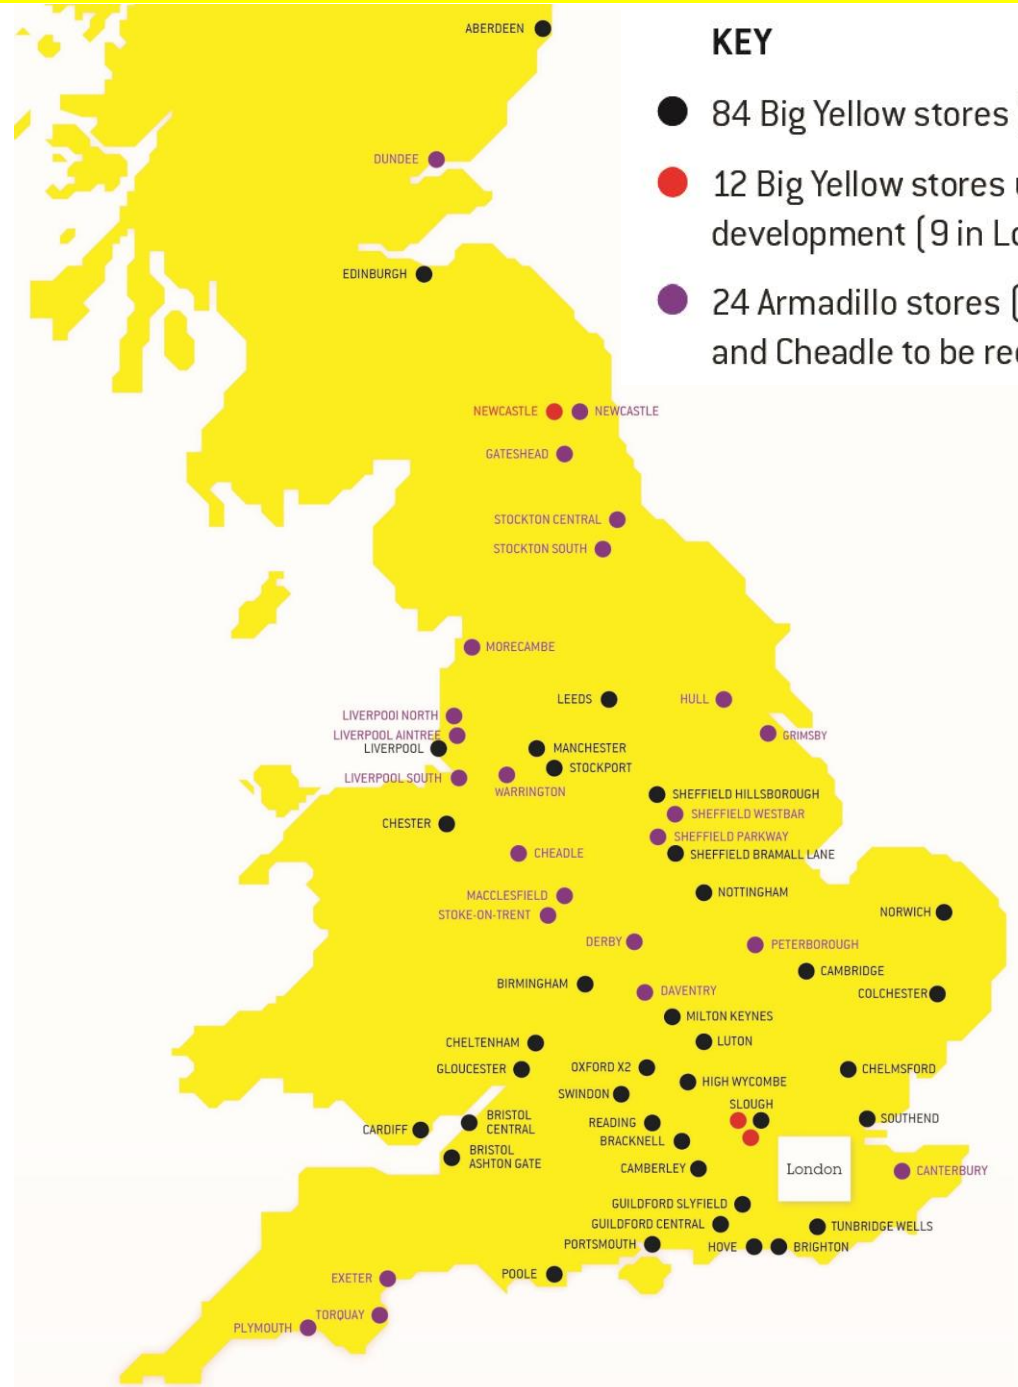 KEY
84 Big Yellow stores
12 Big Yellow stores
development (9 in Lo
24 Armadillo stores (
and Cheadle to be re
ABERDEEN
DUNDEE
EDINBURGH
NEWCASTLE
NEWCASTLE
GATESHEAD
STOCKTON CENTRAL
STOCKTON SOUTH
MORECAMBE
LEEDS
HULL
LIVERPOOl NORTH
GRIMSBY
LIVERPOOL AINTREE
LIVERPOOL
MANCHESTER
STOCKPORT
LIVERPOOL SOUTH
WARRINGTON
SHEFFIELD HILLSBOROUGH
SHEFFIELD WESTBAR
CHESTER
SHEFFIELD PARKWAY
CHEADLE
SHEFFIELD BRAMALL LANE
MACCLESFIELD
NOTTINGHAM
STOKE-ON-TRENT
NORWICH
DERBY
PETERBOROUGH
CAMBRIDGE
BIRMINGHAM
DAVENTRY
COLCHESTER
MILTON KEYNES
CHELTENHAM
LUTON
GLOUCESTER
OXFORD X2
CHELMSFORD
HIGH WYCOMBE
SWINDON
SLOUGH
BRISTOL
CENTRAL
READING
SOUTHEND
CARDIFF
BRACKNELL
BRISTOL
ASHTON GATE
CAMBERLEY
London
CANTERBURY
GUILDFORD SLYFIELD
GUILDFORD CENTRAL
TUNBRIDGE WELLS
PORTSMOUTH
HOVE
BRIGHTON
POOLE
EXETER
TORQUAY
PLYMOUTH